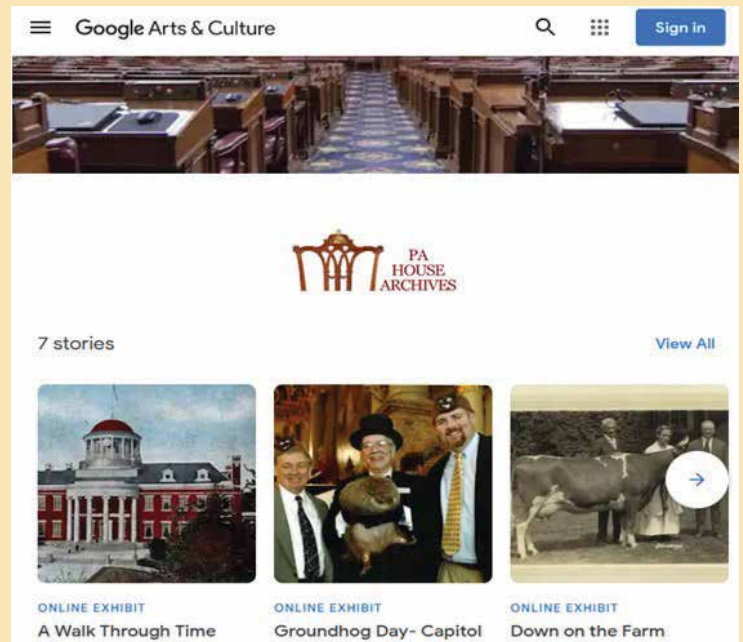 Google Arts & Culture
Sign in
PA
HOUSE
ARCHIVES
7 stories
View All
ONLINE EXHIBIT
A Walk Through Time
ONLINE EXHIBIT
Groundhog Day- Capitol
ONLINE EXHIBIT
Down on the Farm